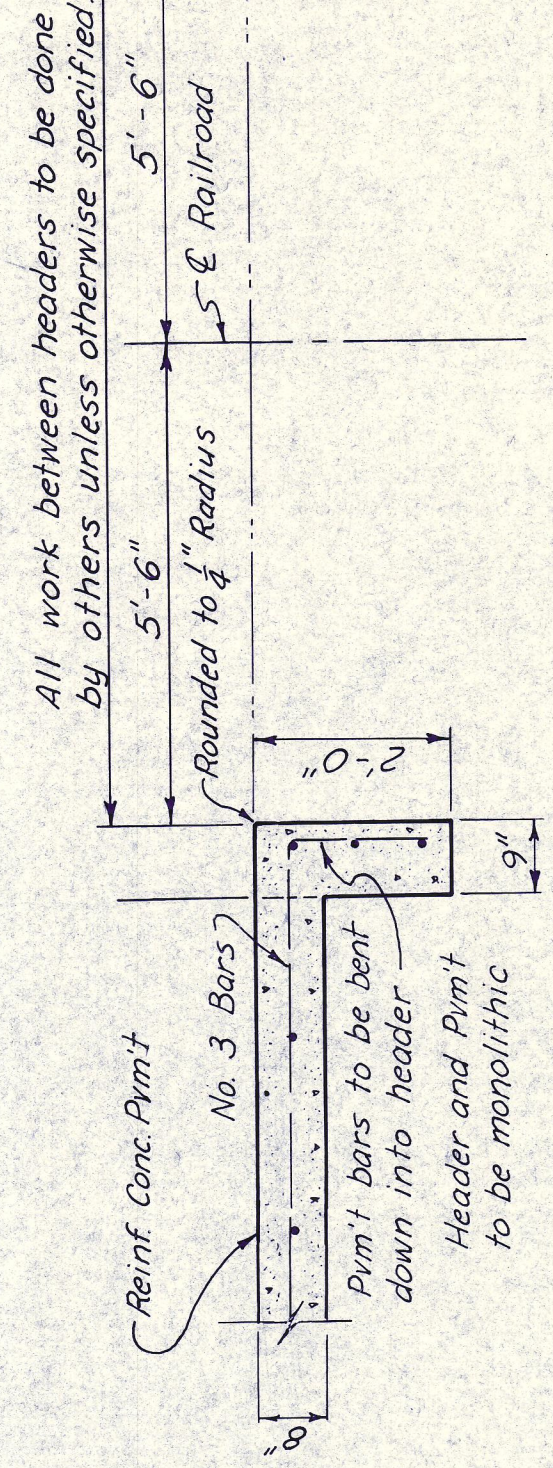 All work between headers to be done
by others unless otherwise specified.
5'-6"
5'-6"
℄ Railroad
Rounded to 1/4" Radius
2'-0"
9"
Reinf. Conc. Pvm't
No. 3 Bars
Pvm't bars to be bent
down into header
Header and Pvm't
to be monolithic
8"